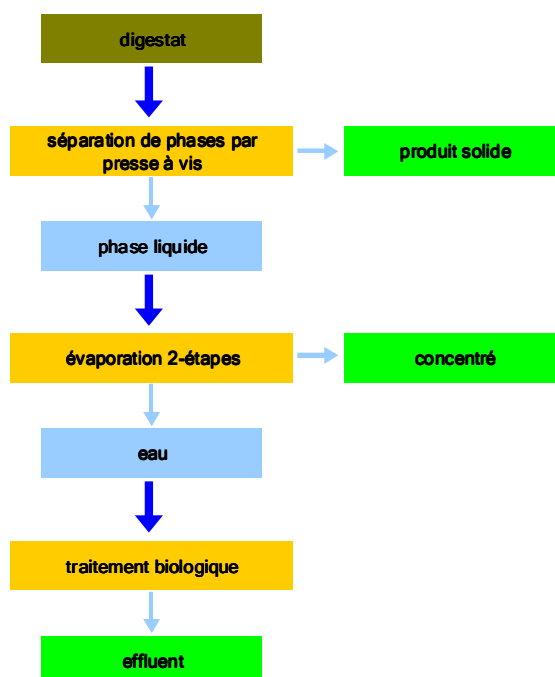 digestat
séparation de phases par
presse à vis
produit solide
phase liquide
évaporation 2-étapes
concentré
eau
traitement biologique
effluent